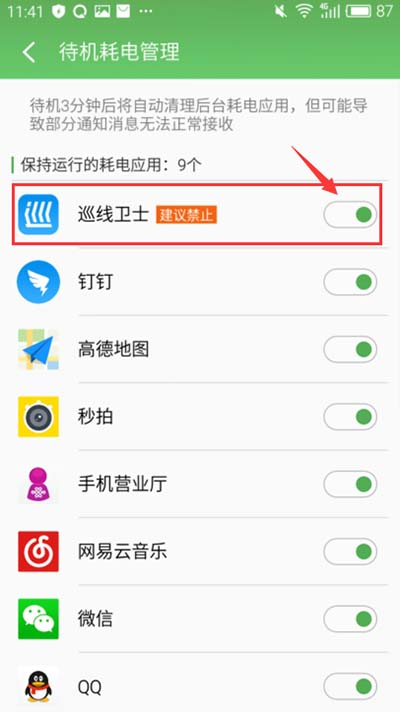 11:41 ... 4G 87
待机耗电管理
待机3分钟后将自动清理后台耗电应用，但可能导
致部分通知消息无法正常接收
保持运行的耗电应用：9个
巡线卫士 建议禁止
钉钉
高德地图
秒拍
手机营业厅
网易云音乐
微信
QQ